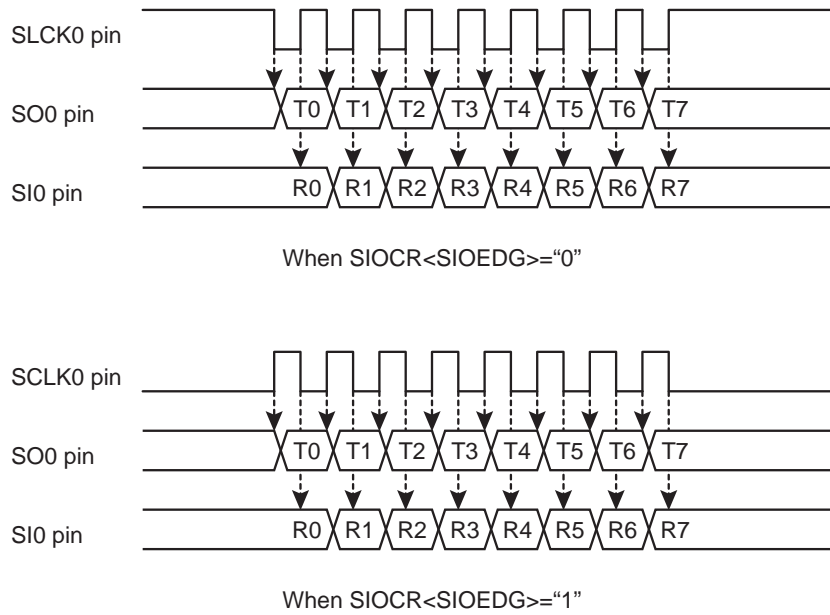 SLCK0 pin
SO0 pin T0 T1 T2 T3 T4 T5 T6 T7
SI0 pin R0 R1 R2 R3 R4 R5 R6 R7
When SIOCR<SIOEDG>=“0”
SCLK0 pin
SO0 pin T0 T1 T2 T3 T4 T5 T6 T7
SI0 pin R0 R1 R2 R3 R4 R5 R6 R7
When SIOCR<SIOEDG>=“1”